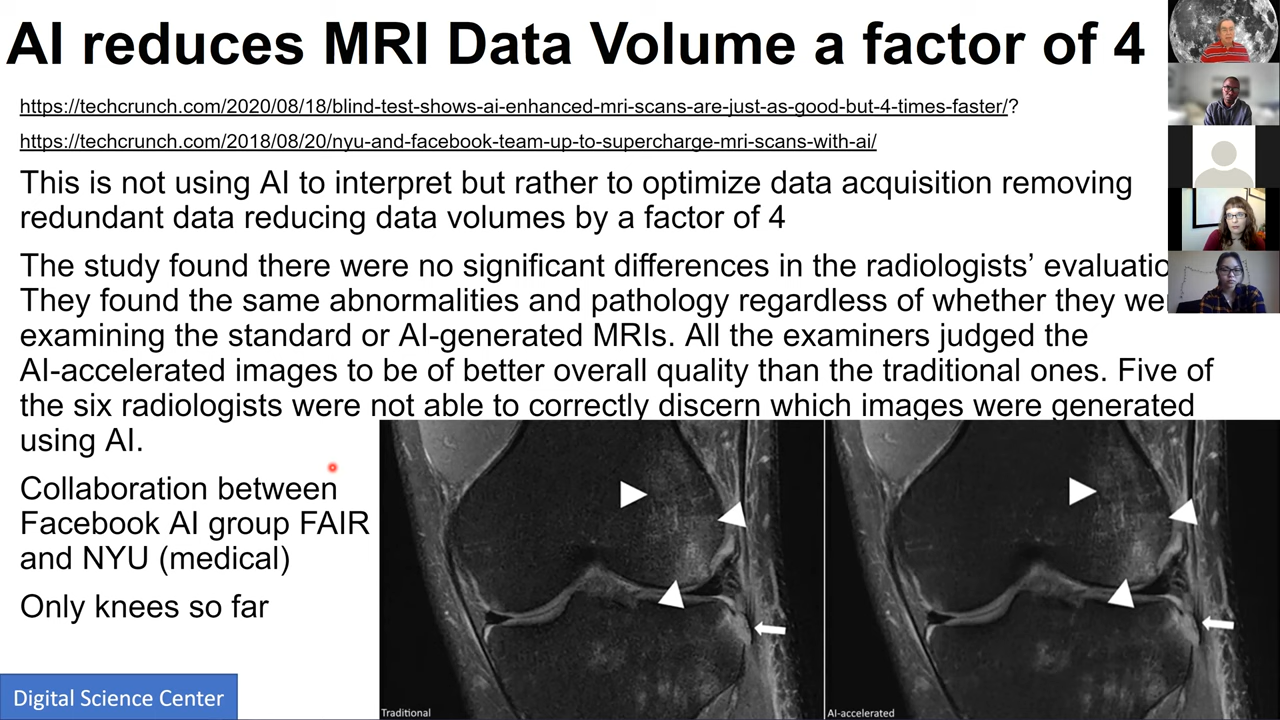 AI reduces MRI Data Volume a factor of 4
https://techcrunch.com/2020/08/18/blind-test-shows-ai-enhanced-mri-scans-are-just-as-good-but-4-times-faster/?
https://techcrunch.com/2018/08/20/nyu-and-facebook-team-up-to-supercharge-mri-scans-with-ai/
This is not using AI to interpret but rather to optimize data acquisition removing
redundant data reducing data volumes by a factor of 4
The study found there were no significant differences in the radiologists’
They found the same abnormalities and pathology regardless of whether they
examining the standard or AI-generated MRIs. All the examiners judged the
AI-accelerated images to be of better overall quality than the traditional ones. Five of
the six radiologists were not able to correctly discern which images were generated
using AI.
Collaboration between
Facebook AI group FAIR
and NYU (medical)
Only knees so far
Digital Science Center
Traditional
AI-accelerated